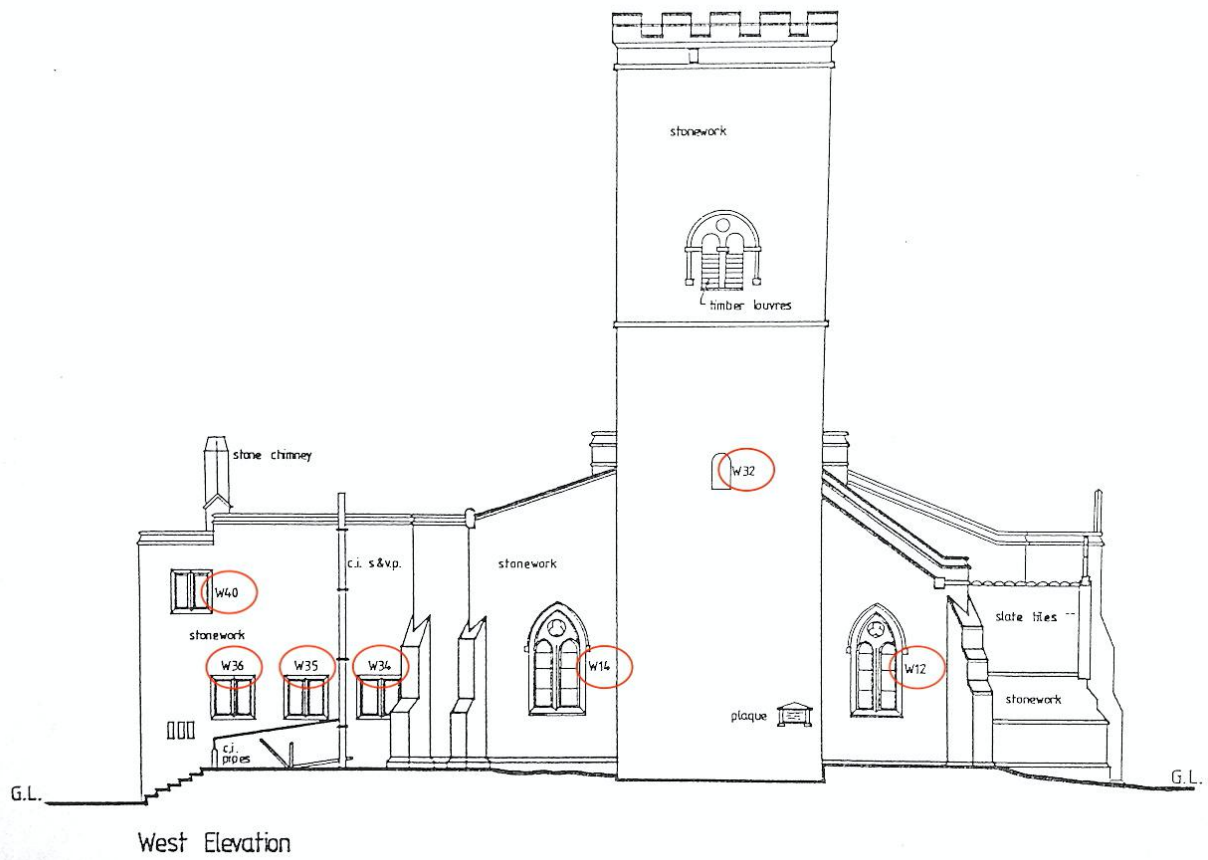 stonework
timber louvres
stone chimney
W32
c.i. s&v.p.
stonework
W40
slate tiles
stonework
W36
W35
W34
W14
W12
stonework
plaque
c.i.
pipes
G.L.
G.L.
West Elevation